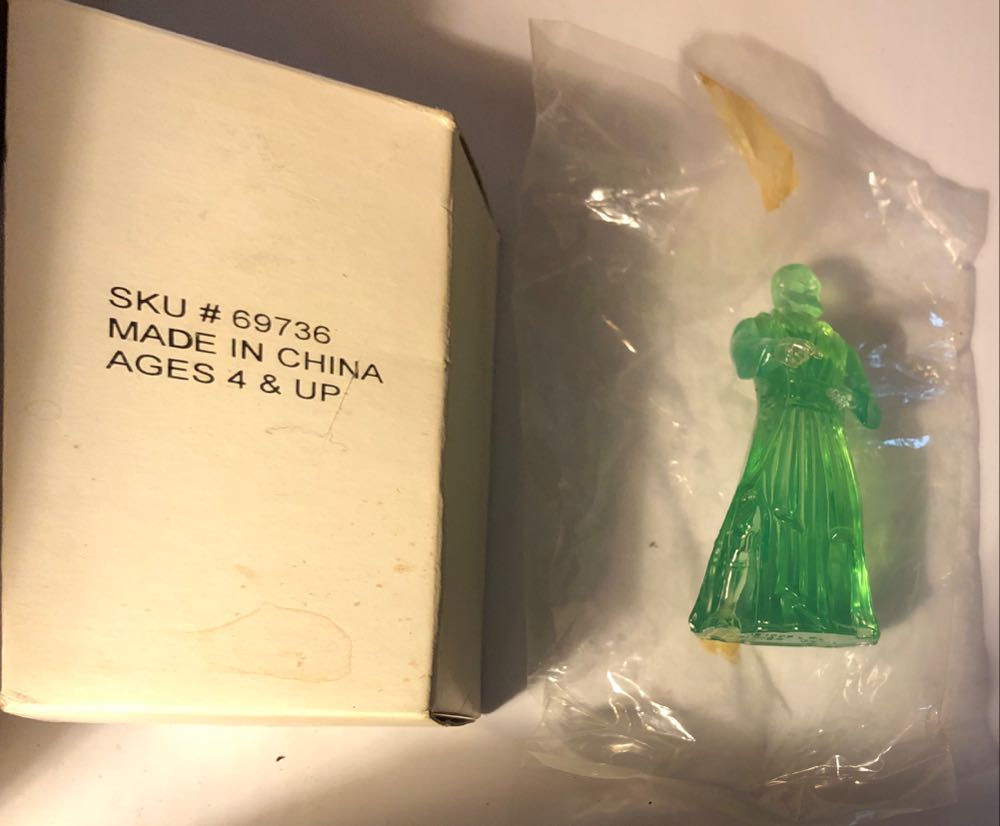 SKU # 69736
MADE IN CHINA
AGES 4 & UP